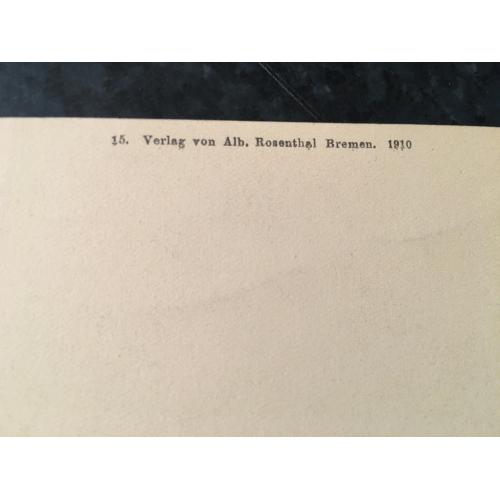 15. Verlag von Alb. Rosenthal Bremen. 1910